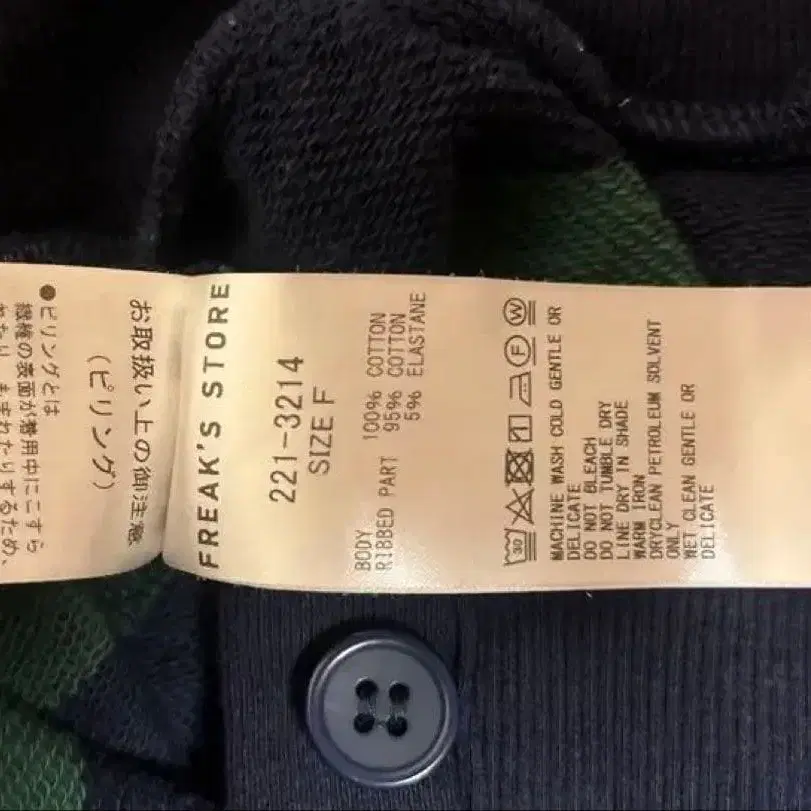 お取扱い上の御注意
（ピリング）
●ピリングとは
繊維の表面が着用中にこすら
FREAK'S STORE
221-3214
SIZE F
BODY 100% COTTON
RIBBED PART 95% COTTON
5% ELASTANE
30 F W
MACHINE WASH COLD GENTLE OR
DELICATE
DO NOT BLEACH
DO NOT TUMBLE DRY
LINE DRY IN SHADE
WARM IRON
DRYCLEAN PETROLEUM SOLVENT
ONLY
WET CLEAN GENTLE OR
DELICATE